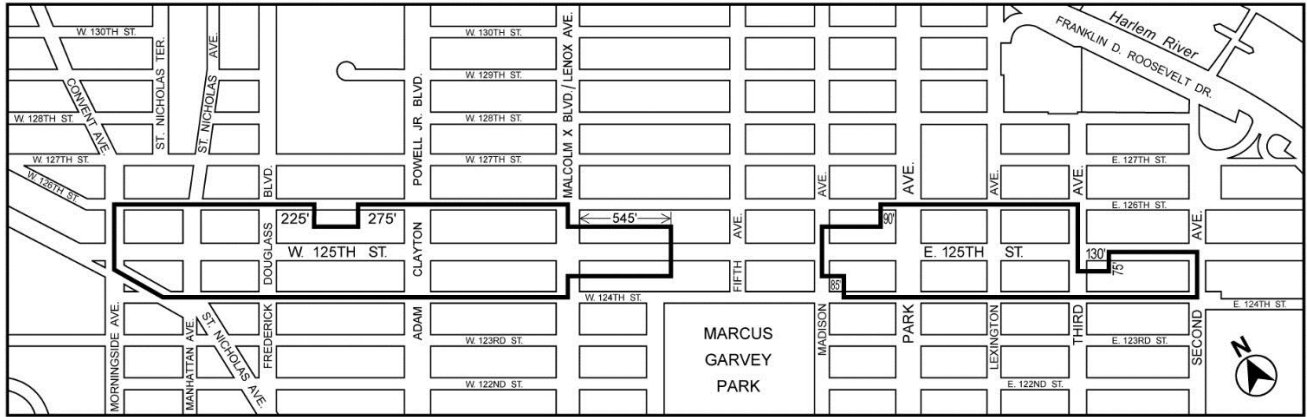 W. 130TH ST.
W. 130TH ST.
Harlem River
FRANKLIN D. ROOSEVELT DR.
ST. NICHOLAS TER.
ST. NICHOLAS AVE.
CONVENT AVE.
POWELL JR. BLVD.
MALCOLM X BLVD./ LENOX AVE.
W. 129TH ST.
W. 128TH ST.
W. 128TH ST.
W. 127TH ST.
W. 127TH ST.
E. 127TH ST.
W. 126TH ST.
BLVD.
AVE.
AVE.
AVE.
AVE.
E. 126TH ST.
225'
275'
545'
AVE.
90'
AVE.
DOUGLASS
W. 125TH ST.
CLAYTON
E. 125TH ST.
130'
75'
FIFTH
85'
W. 124TH ST.
E. 124TH ST.
MORNINGSIDE AVE.
MANHATTAN AVE.
ST. NICHOLAS AVE.
FREDERICK
ADAM
MADISON
PARK
LEXINGTON
THIRD
SECOND
W. 123RD ST.
MARCUS
GARVEY
PARK
E. 123RD ST.
W. 122ND ST.
E. 122ND ST.
N